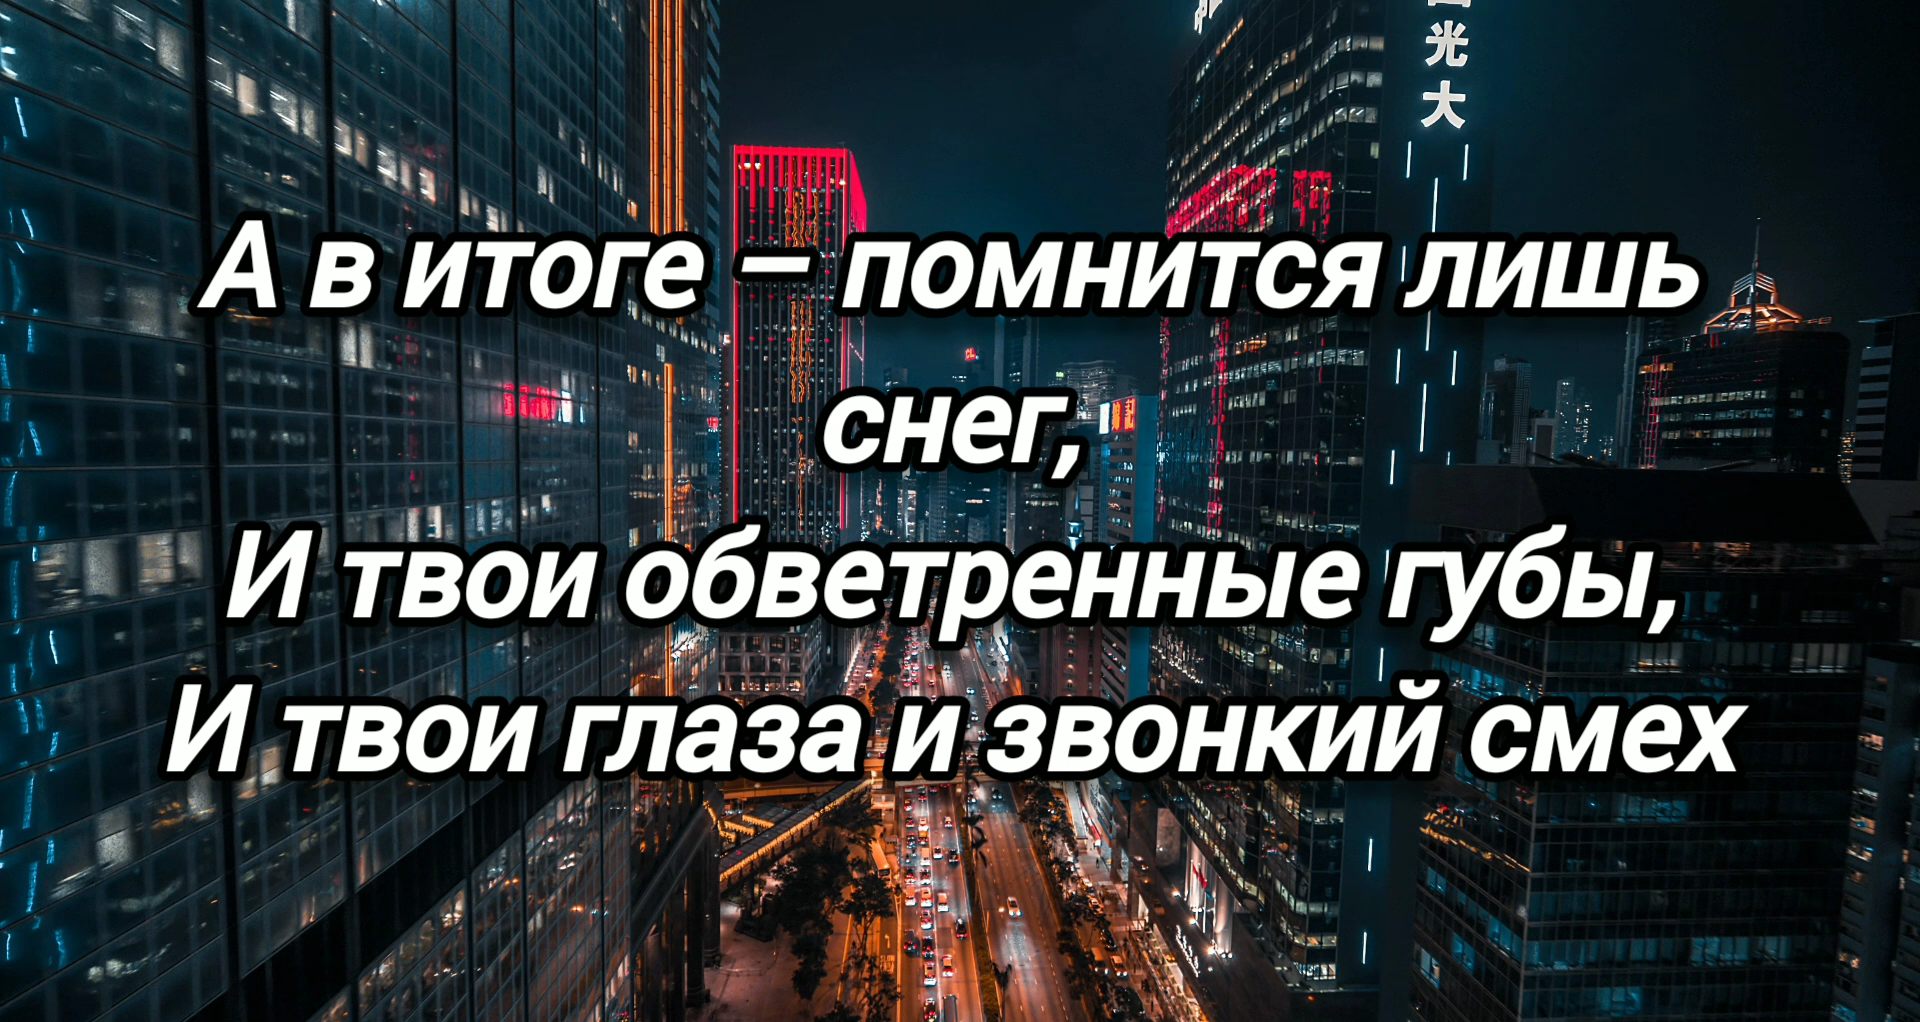 光
大
А в итоге – помнится лишь
снег,
И твои обветренные губы,
И твои глаза и звонкий смех